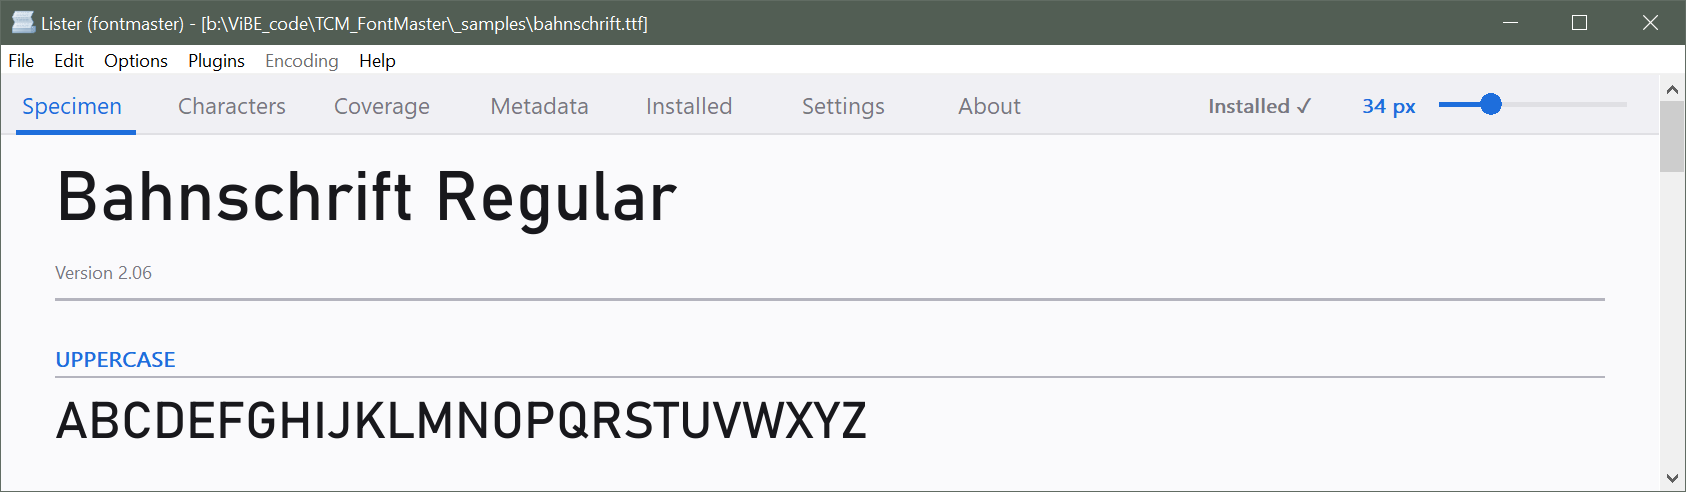 Lister (fontmaster) - [b:\ViBE_code\TCM_FontMaster\_samples\bahnschrift.ttf]
File Edit Options Plugins Encoding Help
Specimen Characters Coverage Metadata Installed Settings About Installed ✓ 34 px
Bahnschrift Regular
Version 2.06
UPPERCASE
ABCDEFGHIJKLMNOPQRSTUVWXYZ